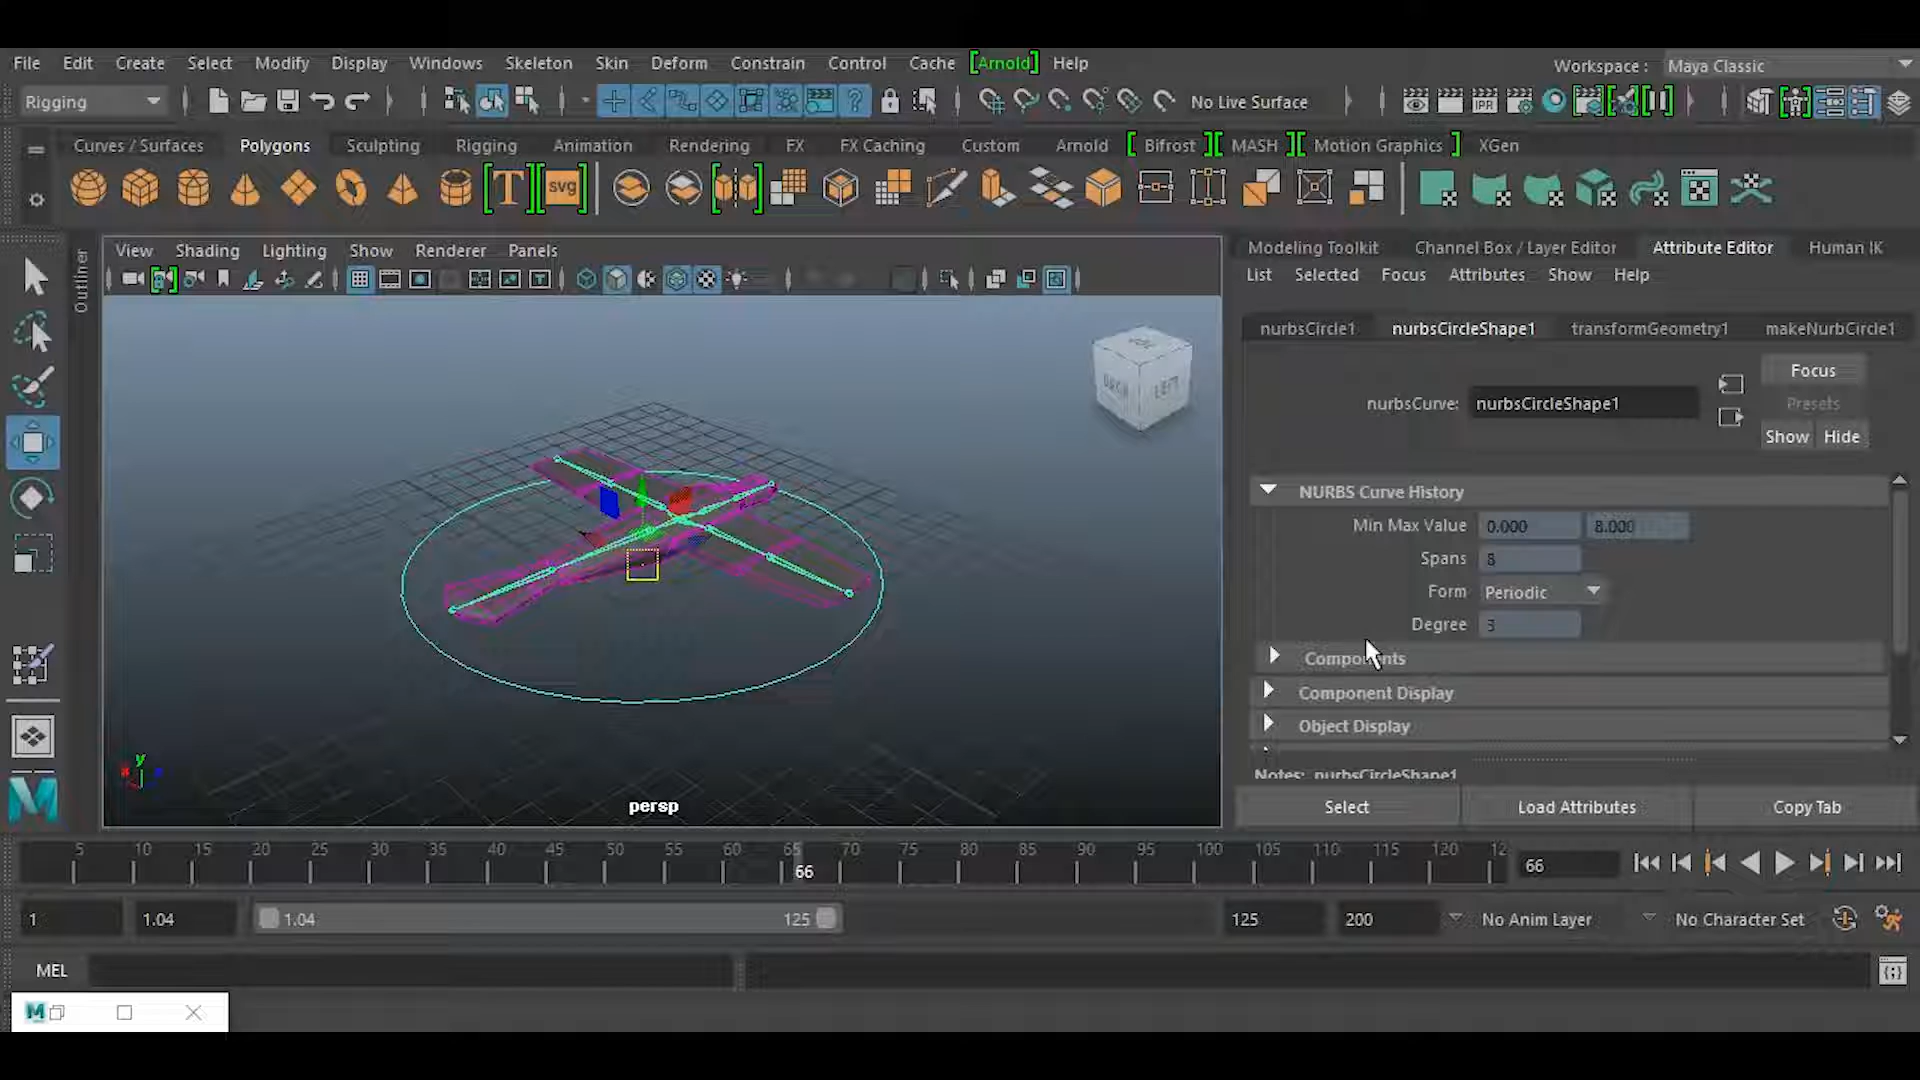 File Edit Create Select Modify Display Windows Skeleton Skin Deform Constrain Control Cache [Arnold] Help
Workspace : Maya Classic
Rigging No Live Surface IPR
Curves / Surfaces Polygons Sculpting Rigging Animation Rendering FX FX Caching Custom Arnold [ Bifrost ][ MASH ][ Motion Graphics ] XGen
T svg
Outliner
View Shading Lighting Show Renderer Panels
Modeling Toolkit Channel Box / Layer Editor Attribute Editor Human IK
List Selected Focus Attributes Show Help
nurbsCircle1 nurbsCircleShape1 transformGeometry1 makeNurbCircle1
Focus
nurbsCurve: nurbsCircleShape1
Presets
Show Hide
LEFT
NURBS Curve History
Min Max Value 0.000 8.000
Spans 8
Form Periodic
Degree 3
Components
Component Display
Object Display
Notes: nurbsCircleShape1
Select Load Attributes Copy Tab
y
x z
persp
5 10 15 20 25 30 35 40 45 50 55 60 65 70 75 80 85 90 95 100 105 110 115 120 12
66
66
1 1.04 1.04 125 125 200 No Anim Layer No Character Set
MEL
M